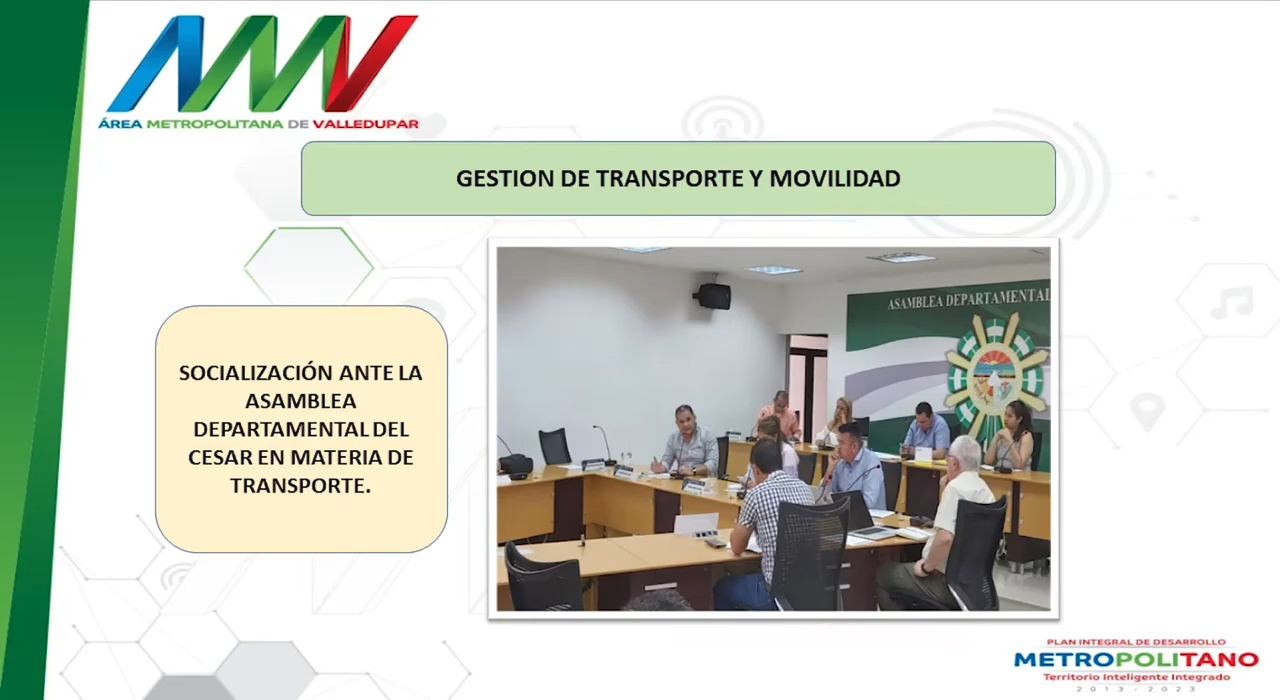 ÁREA METROPOLITANA DE VALLEDUPAR
GESTION DE TRANSPORTE Y MOVILIDAD
SOCIALIZACIÓN ANTE LA
ASAMBLEA
DEPARTAMENTAL DEL
CESAR EN MATERIA DE
TRANSPORTE.
ASAMBLEA DEPARTAMENTAL
PLAN INTEGRAL DE DESARROLLO
METROPOLITANO
Territorio Inteligente Integrado
2013-2023